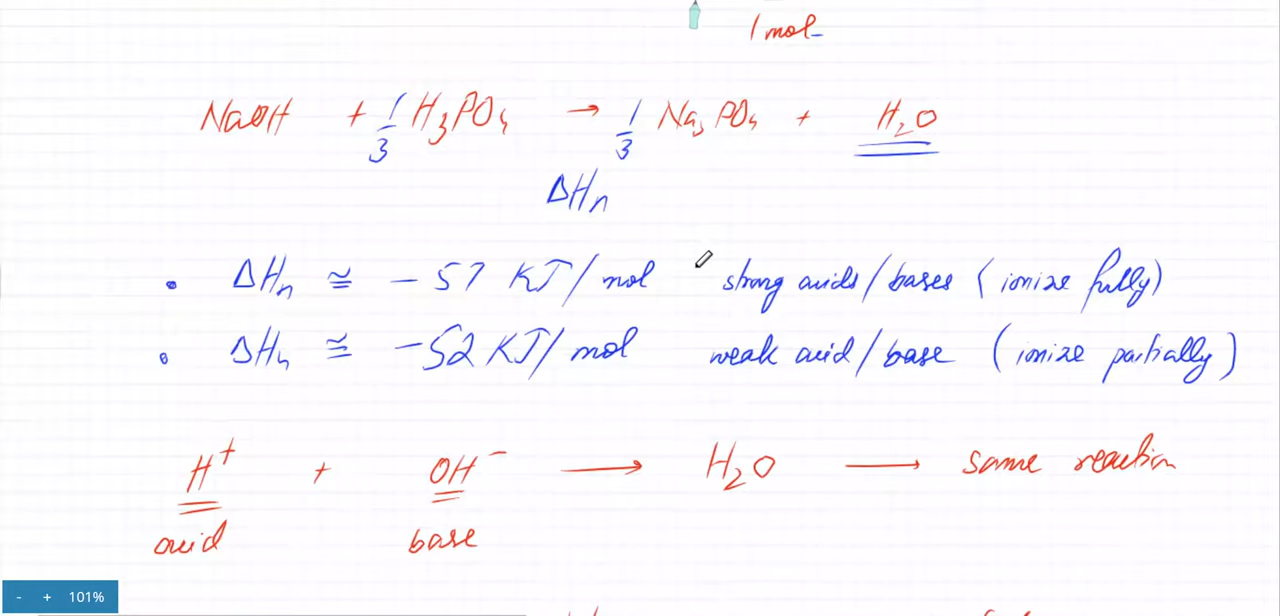 1 mol
NaOH + 1/3 H₃PO₄ → 1/3 Na₃PO₄ + H₂O
ΔHn
• ΔHn ≅ -57 KJ/mol strong acids/bases (ionize fully)
• ΔHn ≅ -52 KJ/mol weak acid/base (ionize partially)
H⁺ + OH⁻ → H₂O → same reaction
acid base
- + 101%